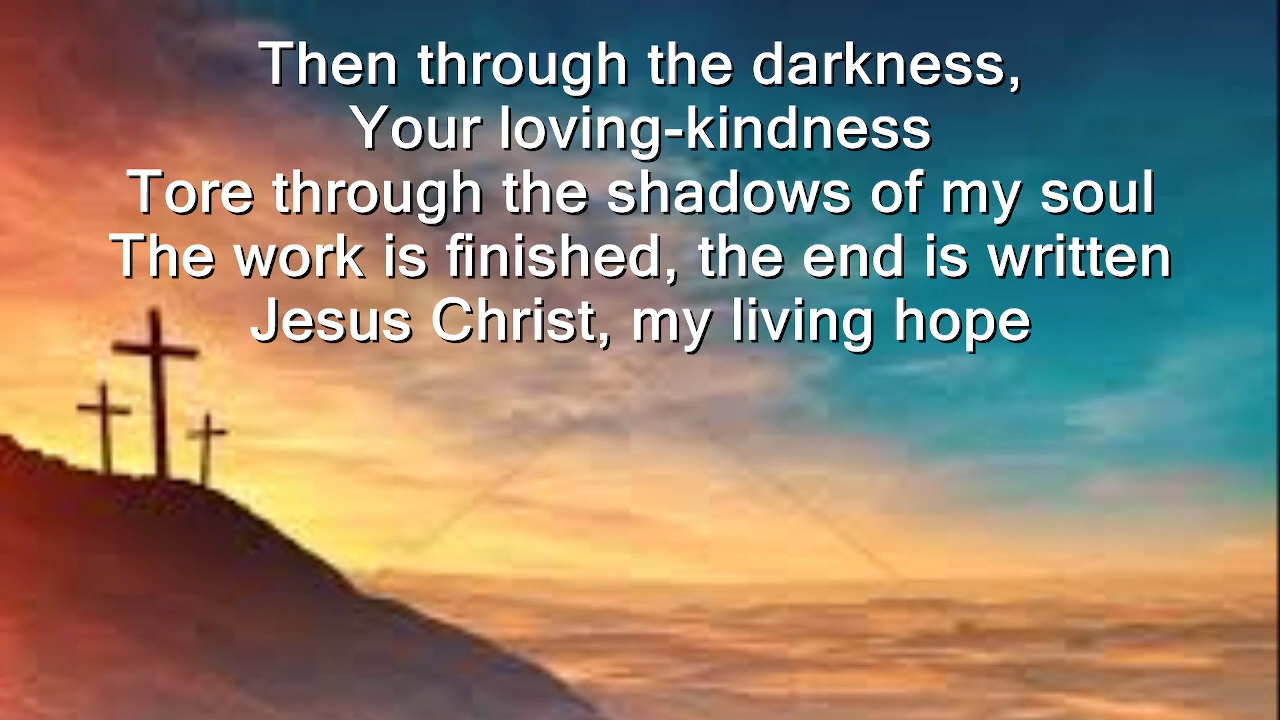 Then through the darkness,
Your loving-kindness
Tore through the shadows of my soul
The work is finished, the end is written
Jesus Christ, my living hope